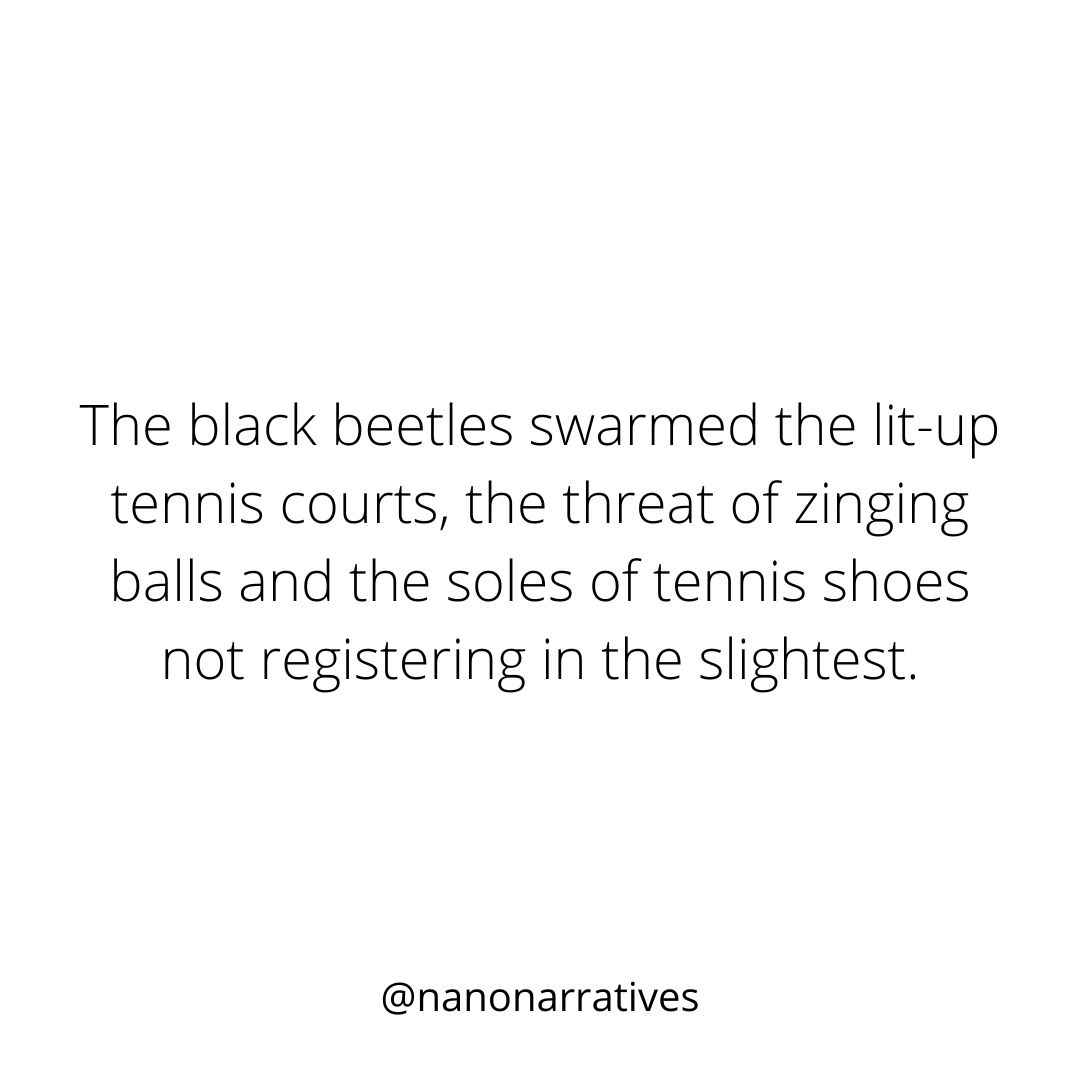 The black beetles swarmed the lit-up
tennis courts, the threat of zinging
balls and the soles of tennis shoes
not registering in the slightest.
@nanonarratives